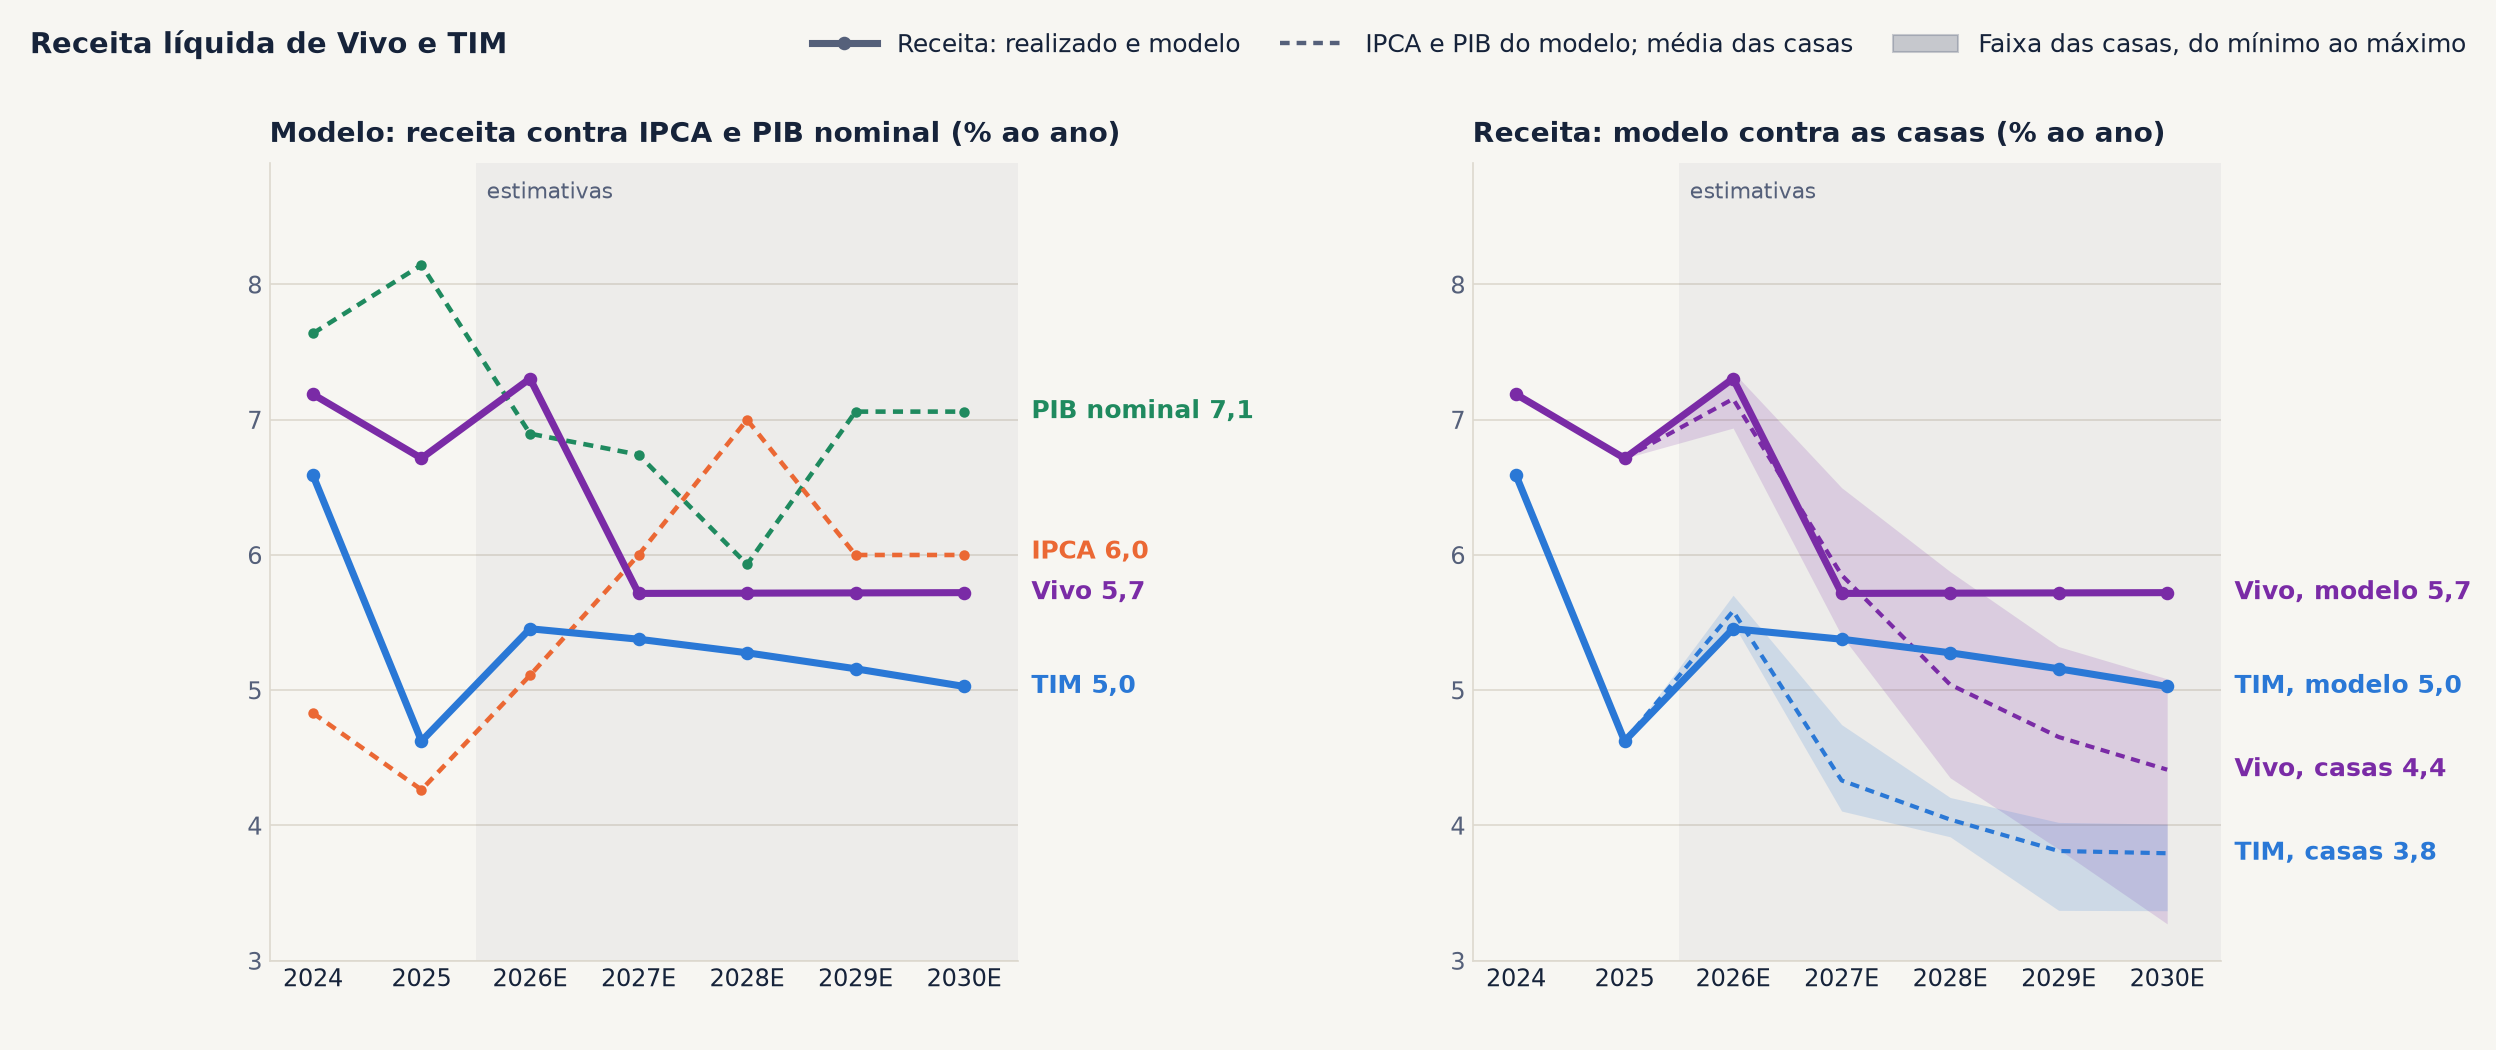 Receita líquida de Vivo e TIM
Receita: realizado e modelo
IPCA e PIB do modelo; média das casas
Faixa das casas, do mínimo ao máximo
Modelo: receita contra IPCA e PIB nominal (% ao ano)
estimativas
8
7
6
5
4
3
2024 2025 2026E 2027E 2028E 2029E 2030E
PIB nominal 7,1
IPCA 6,0
Vivo 5,7
TIM 5,0
Receita: modelo contra as casas (% ao ano)
estimativas
8
7
6
5
4
3
2024 2025 2026E 2027E 2028E 2029E 2030E
Vivo, modelo 5,7
TIM, modelo 5,0
Vivo, casas 4,4
TIM, casas 3,8